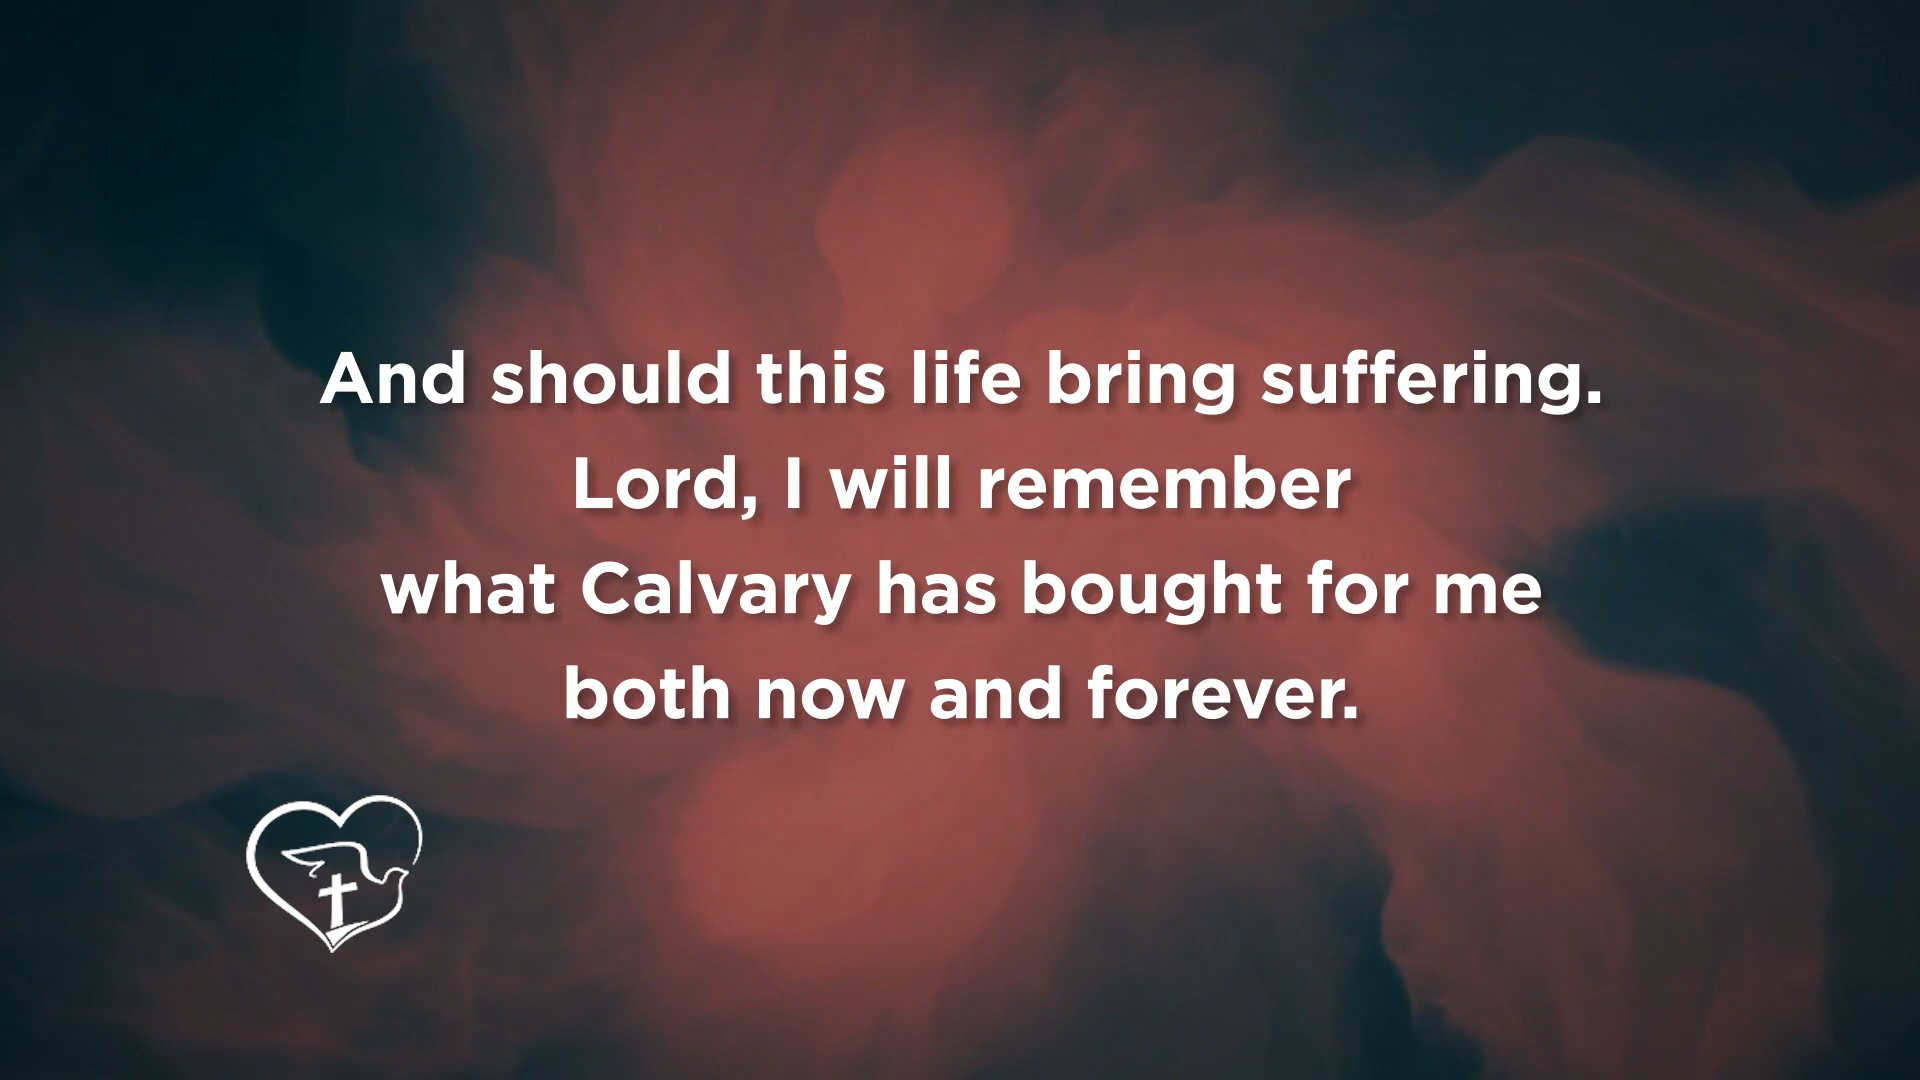 And should this life bring suffering.
Lord, I will remember
what Calvary has bought for me
both now and forever.